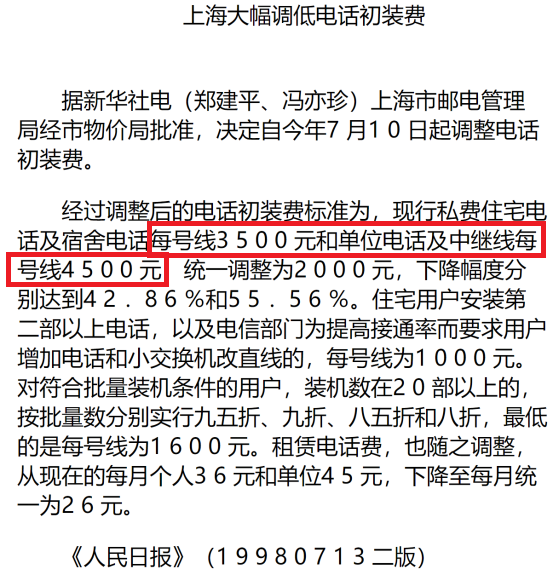 上海大幅调低电话初装费
据新华社电（郑建平、冯亦珍）上海市邮电管理
局经市物价局批准，决定自今年7月10日起调整电话
初装费。
经过调整后的电话初装费标准为，现行私费住宅电
话及宿舍电话每号线3500元和单位电话及中继线每
号线4500元 统一调整为2000元，下降幅度分
别达到42．86％和55．56％。住宅用户安装第
二部以上电话，以及电信部门为提高接通率而要求用户
增加电话和小交换机改直线的，每号线为1000元。
对符合批量装机条件的用户，装机数在20部以上的，
按批量数分别实行九五折、九折、八五折和八折，最低
的是每号线为1600元。租赁电话费，也随之调整，
从现在的每月个人36元和单位45元，下降至每月统
一为26元。
《人民日报》（19980713二版）